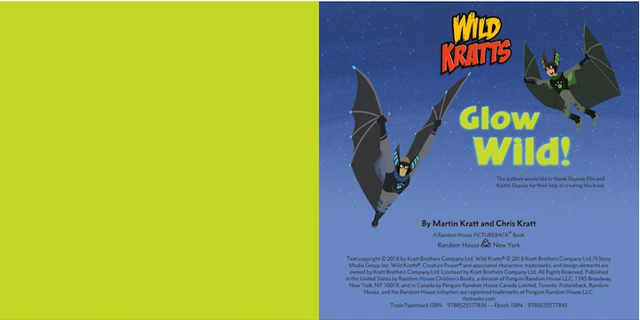 WILD
KRATTS
Glow
Wild!
The authors would like to thank Deanna Ellis and
Kaitlin Dupuis for their help in creating this book.
By Martin Kratt and Chris Kratt
A Random House PICTUREBACK® Book
Random House New York
Text copyright © 2018 by Kratt Brothers Company Ltd. Wild Kratts® © 2018 Kratt Brothers Company Ltd./9 Story
Media Group Inc. Wild Kratts®, Creature Power® and associated characters, trademarks, and design elements are
owned by Kratt Brothers Company Ltd. Licensed by Kratt Brothers Company Ltd. All Rights Reserved. Published
in the United States by Random House Children's Books, a division of Penguin Random House LLC, 1745 Broadway,
New York, NY 10019, and in Canada by Penguin Random House Canada Limited, Toronto. Pictureback, Random
House, and the Random House colophon are registered trademarks of Penguin Random House LLC.
rhcbooks.com
Trade Paperback ISBN 9780525577836 — Ebook ISBN 9780525577843